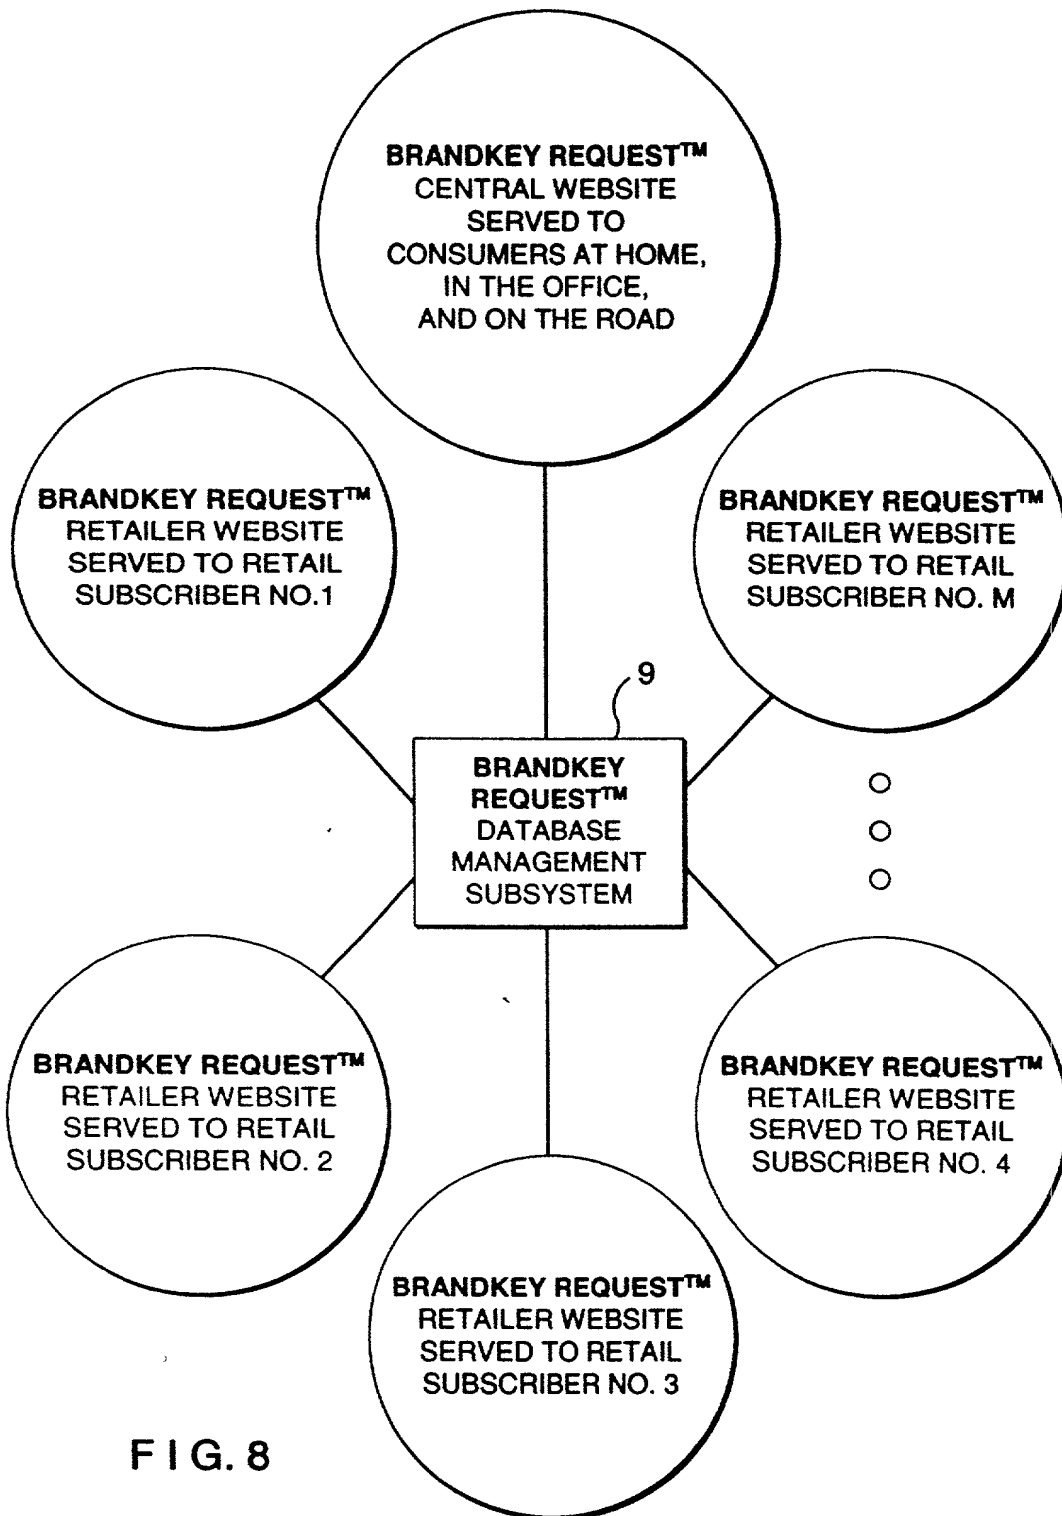 BRANDKEY REQUEST™
CENTRAL WEBSITE
SERVED TO
CONSUMERS AT HOME,
IN THE OFFICE,
AND ON THE ROAD
BRANDKEY REQUEST™
RETAILER WEBSITE
SERVED TO RETAIL
SUBSCRIBER NO.1
BRANDKEY REQUEST™
RETAILER WEBSITE
SERVED TO RETAIL
SUBSCRIBER NO. M
9
BRANDKEY
REQUEST™
DATABASE
MANAGEMENT
SUBSYSTEM
BRANDKEY REQUEST™
RETAILER WEBSITE
SERVED TO RETAIL
SUBSCRIBER NO. 2
BRANDKEY REQUEST™
RETAILER WEBSITE
SERVED TO RETAIL
SUBSCRIBER NO. 4
BRANDKEY REQUEST™
RETAILER WEBSITE
SERVED TO RETAIL
SUBSCRIBER NO. 3
FIG. 8